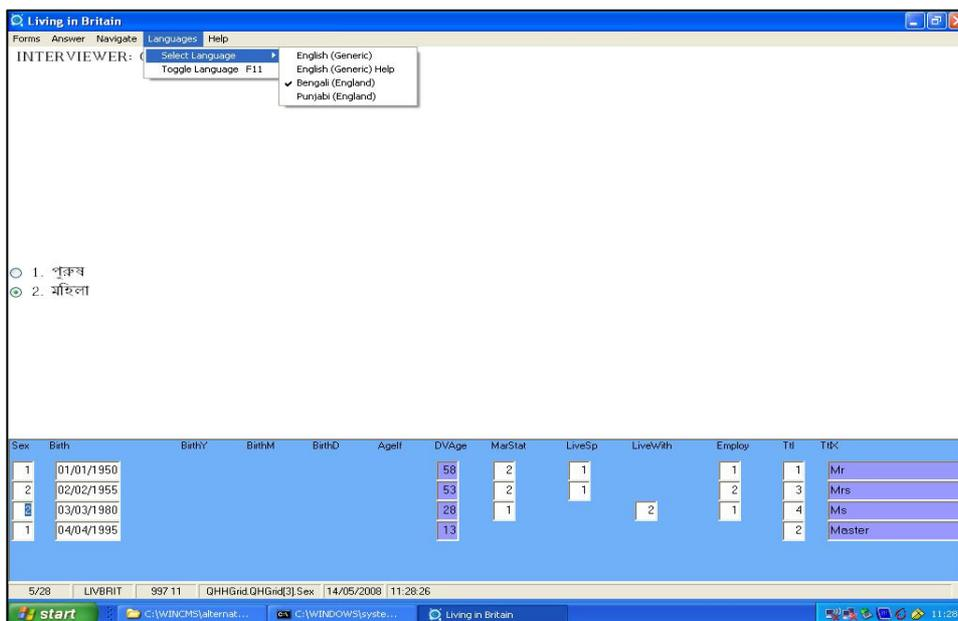 Living in Britain
Forms Answer Navigate Languages Help
INTERVIEWER:
Select Language
Toggle Language F11
English (Generic)
English (Generic) Help
Bengali (England)
Punjabi (England)
1. পুরুষ
2. মহিলা
Sex Birth BirthY BirthM BirthD AgeIf DVAge MarStat LiveSp LiveWith Employ Ttl TtlX
1 01/01/1950 58 2 1 1 1 Mr
2 02/02/1955 53 2 1 2 3 Mrs
2 03/03/1980 28 1 2 1 4 Ms
1 04/04/1995 13 2 Master
5/28 LIVBRIT 997 11 QHHGrid.QHGrid[3].Sex 14/05/2008 11:28:26
start C:\WINCMS\alternat... C:\WINDOWS\syste... Living in Britain 11:28